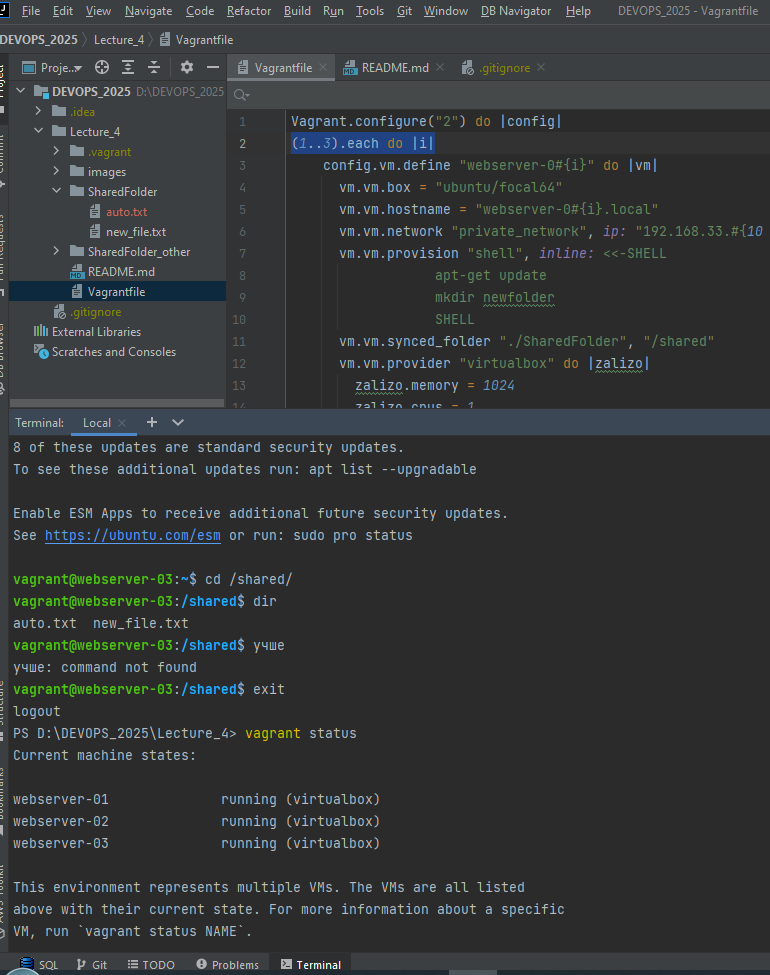 File Edit View Navigate Code Refactor Build Run Tools Git Window DB Navigator Help DEVOPS_2025 - Vagrantfile
DEVOPS_2025 Lecture_4 Vagrantfile
Proje... Vagrantfile README.md .gitignore
DEVOPS_2025 D:\DEVOPS_2025
.idea
Lecture_4
.vagrant
images
SharedFolder
auto.txt
new_file.txt
SharedFolder_other
README.md
Vagrantfile
.gitignore
External Libraries
Scratches and Consoles
1 Vagrant.configure("2") do |config|
2 (1..3).each do |i|
3 config.vm.define "webserver-0#{i}" do |vm|
4 vm.vm.box = "ubuntu/focal64"
5 vm.vm.hostname = "webserver-0#{i}.local"
6 vm.vm.network "private_network", ip: "192.168.33.#{10
7 vm.vm.provision "shell", inline: <<-SHELL
8 apt-get update
9 mkdir newfolder
10 SHELL
11 vm.vm.synced_folder "./SharedFolder", "/shared"
12 vm.vm.provider "virtualbox" do |zalizo|
13 zalizo.memory = 1024
14 zalizo.cpus = 1
Terminal: Local
8 of these updates are standard security updates.
To see these additional updates run: apt list --upgradable
Enable ESM Apps to receive additional future security updates.
See https://ubuntu.com/esm or run: sudo pro status
vagrant@webserver-03:~$ cd /shared/
vagrant@webserver-03:/shared$ dir
auto.txt new_file.txt
vagrant@webserver-03:/shared$ учше
учше: command not found
vagrant@webserver-03:/shared$ exit
logout
PS D:\DEVOPS_2025\Lecture_4> vagrant status
Current machine states:
webserver-01 running (virtualbox)
webserver-02 running (virtualbox)
webserver-03 running (virtualbox)
This environment represents multiple VMs. The VMs are all listed
above with their current state. For more information about a specific
VM, run `vagrant status NAME`.
SQL Git TODO Problems Terminal